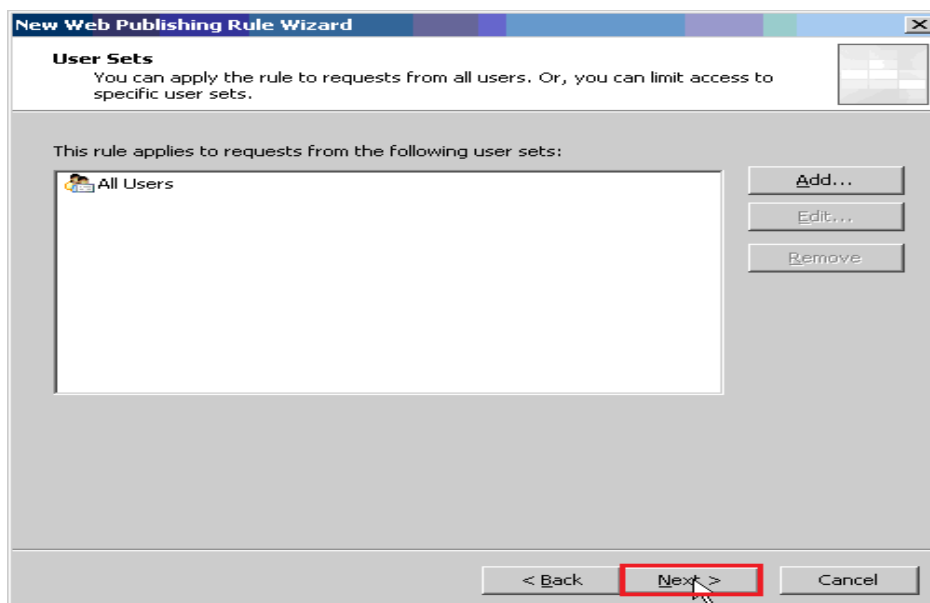 New Web Publishing Rule Wizard
User Sets
You can apply the rule to requests from all users. Or, you can limit access to
specific user sets.
This rule applies to requests from the following user sets:
All Users
Add...
Edit...
Remove
< Back
Next >
Cancel